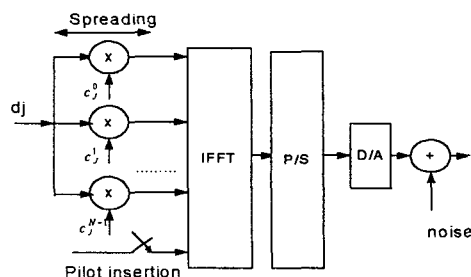 Spreading
x
c_j^0
dj
x
c_j^1
IFFT
P/S
D/A
+
x
.........
c_j^{N-1}
noise
Pilot insertion